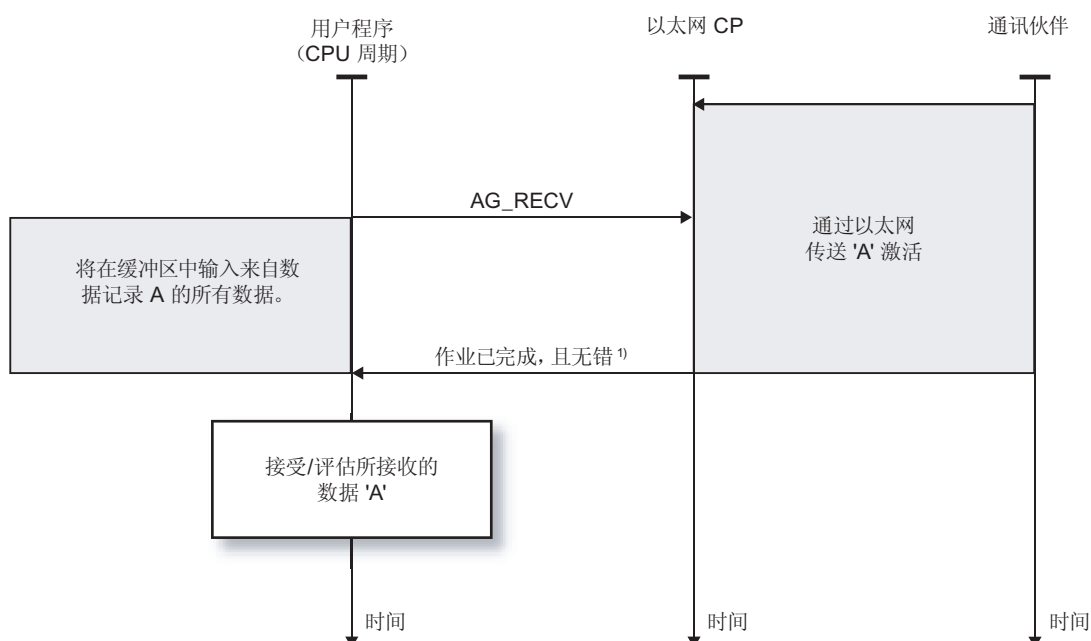 用户程序
（CPU 周期）
以太网 CP
通讯伙伴
AG_RECV
通过以太网
传送 'A' 激活
将在缓冲区中输入来自数
据记录 A 的所有数据。
作业已完成，且无错 1)
接受/评估所接收的
数据 'A'
时间
时间
时间